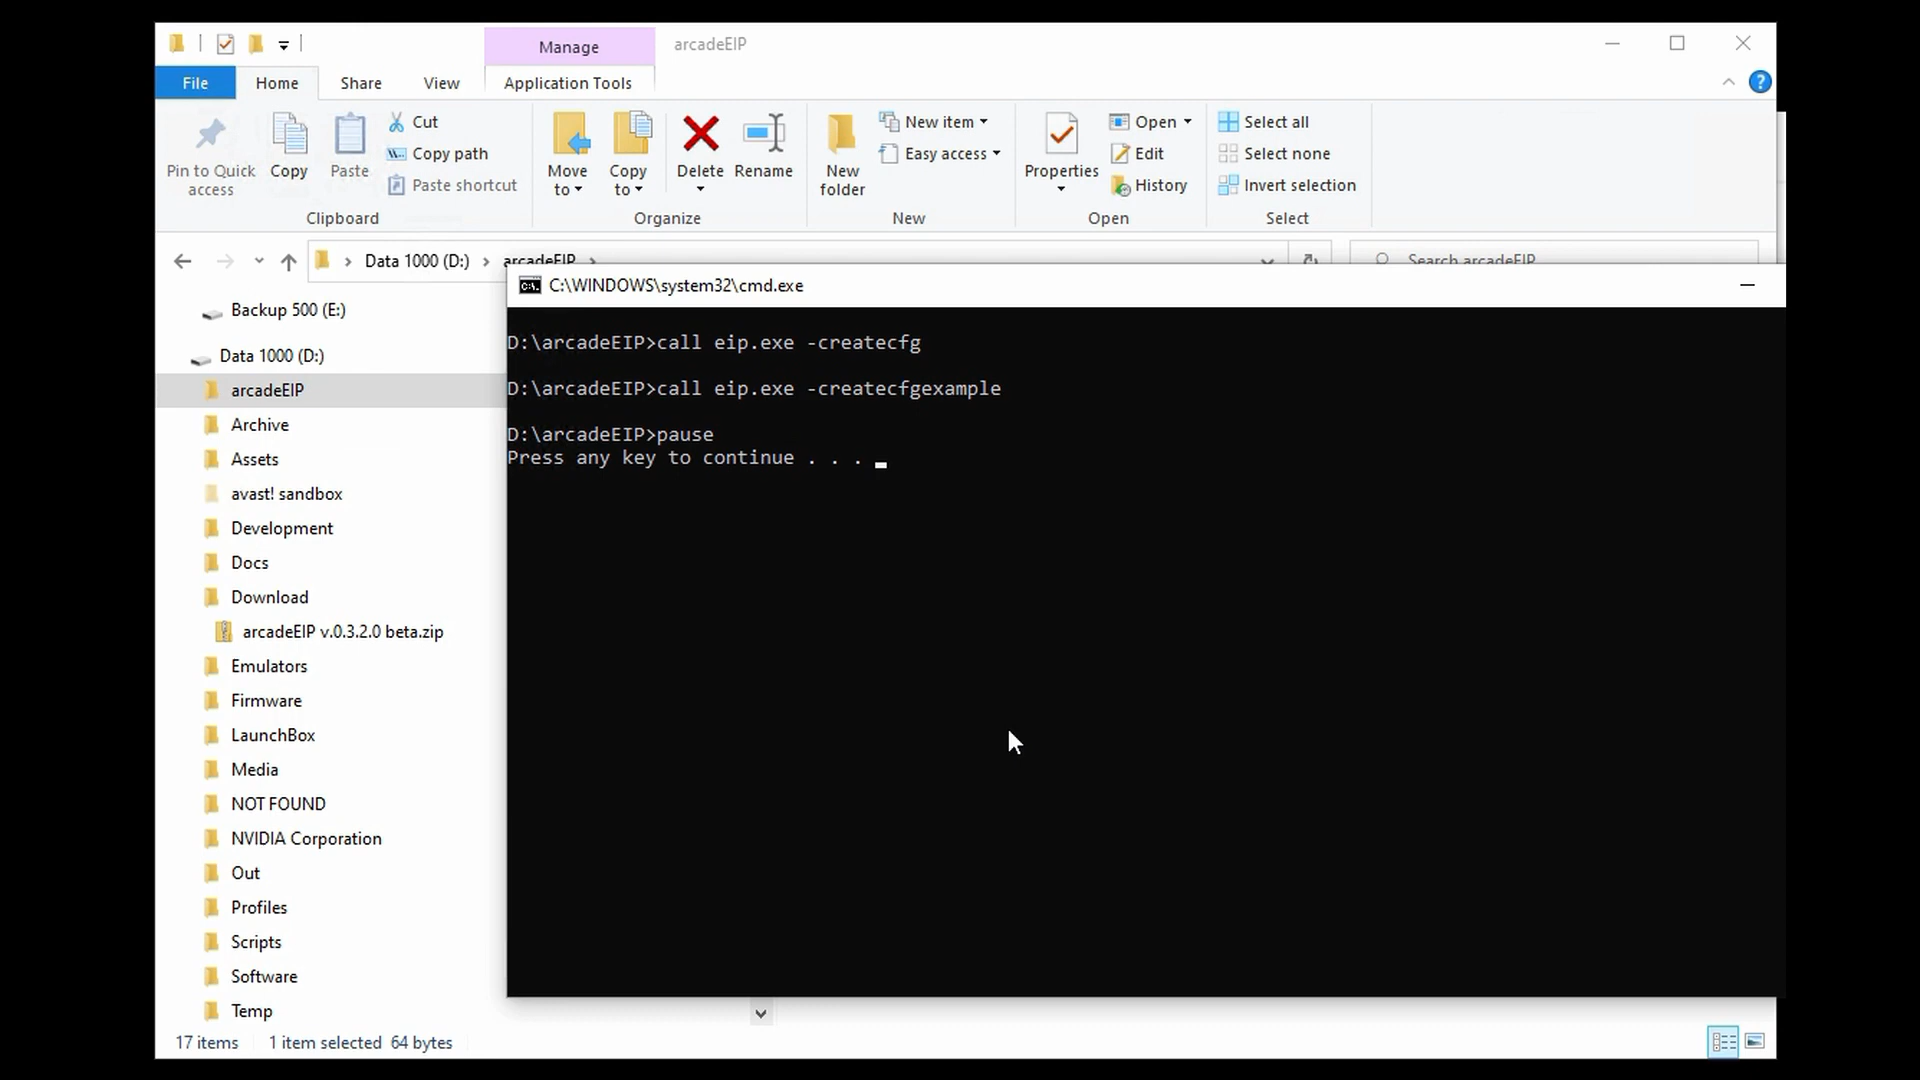 Manage
arcadeEIP
File
Home
Share
View
Application Tools
Pin to Quick access
Copy
Paste
Cut
Copy path
Paste shortcut
Clipboard
Move to
Copy to
Delete
Rename
Organize
New folder
New item
Easy access
New
Properties
Open
Edit
History
Open
Select all
Select none
Invert selection
Select
Data 1000 (D:)
arcadeEIP
Search arcadeEIP
Backup 500 (E:)
Data 1000 (D:)
arcadeEIP
Archive
Assets
avast! sandbox
Development
Docs
Download
arcadeEIP v.0.3.2.0 beta.zip
Emulators
Firmware
LaunchBox
Media
NOT FOUND
NVIDIA Corporation
Out
Profiles
Scripts
Software
Temp
17 items
1 item selected 64 bytes
C:\WINDOWS\system32\cmd.exe
D:\arcadeEIP>call eip.exe -createcfg
D:\arcadeEIP>call eip.exe -createcfgexample
D:\arcadeEIP>pause
Press any key to continue . . .